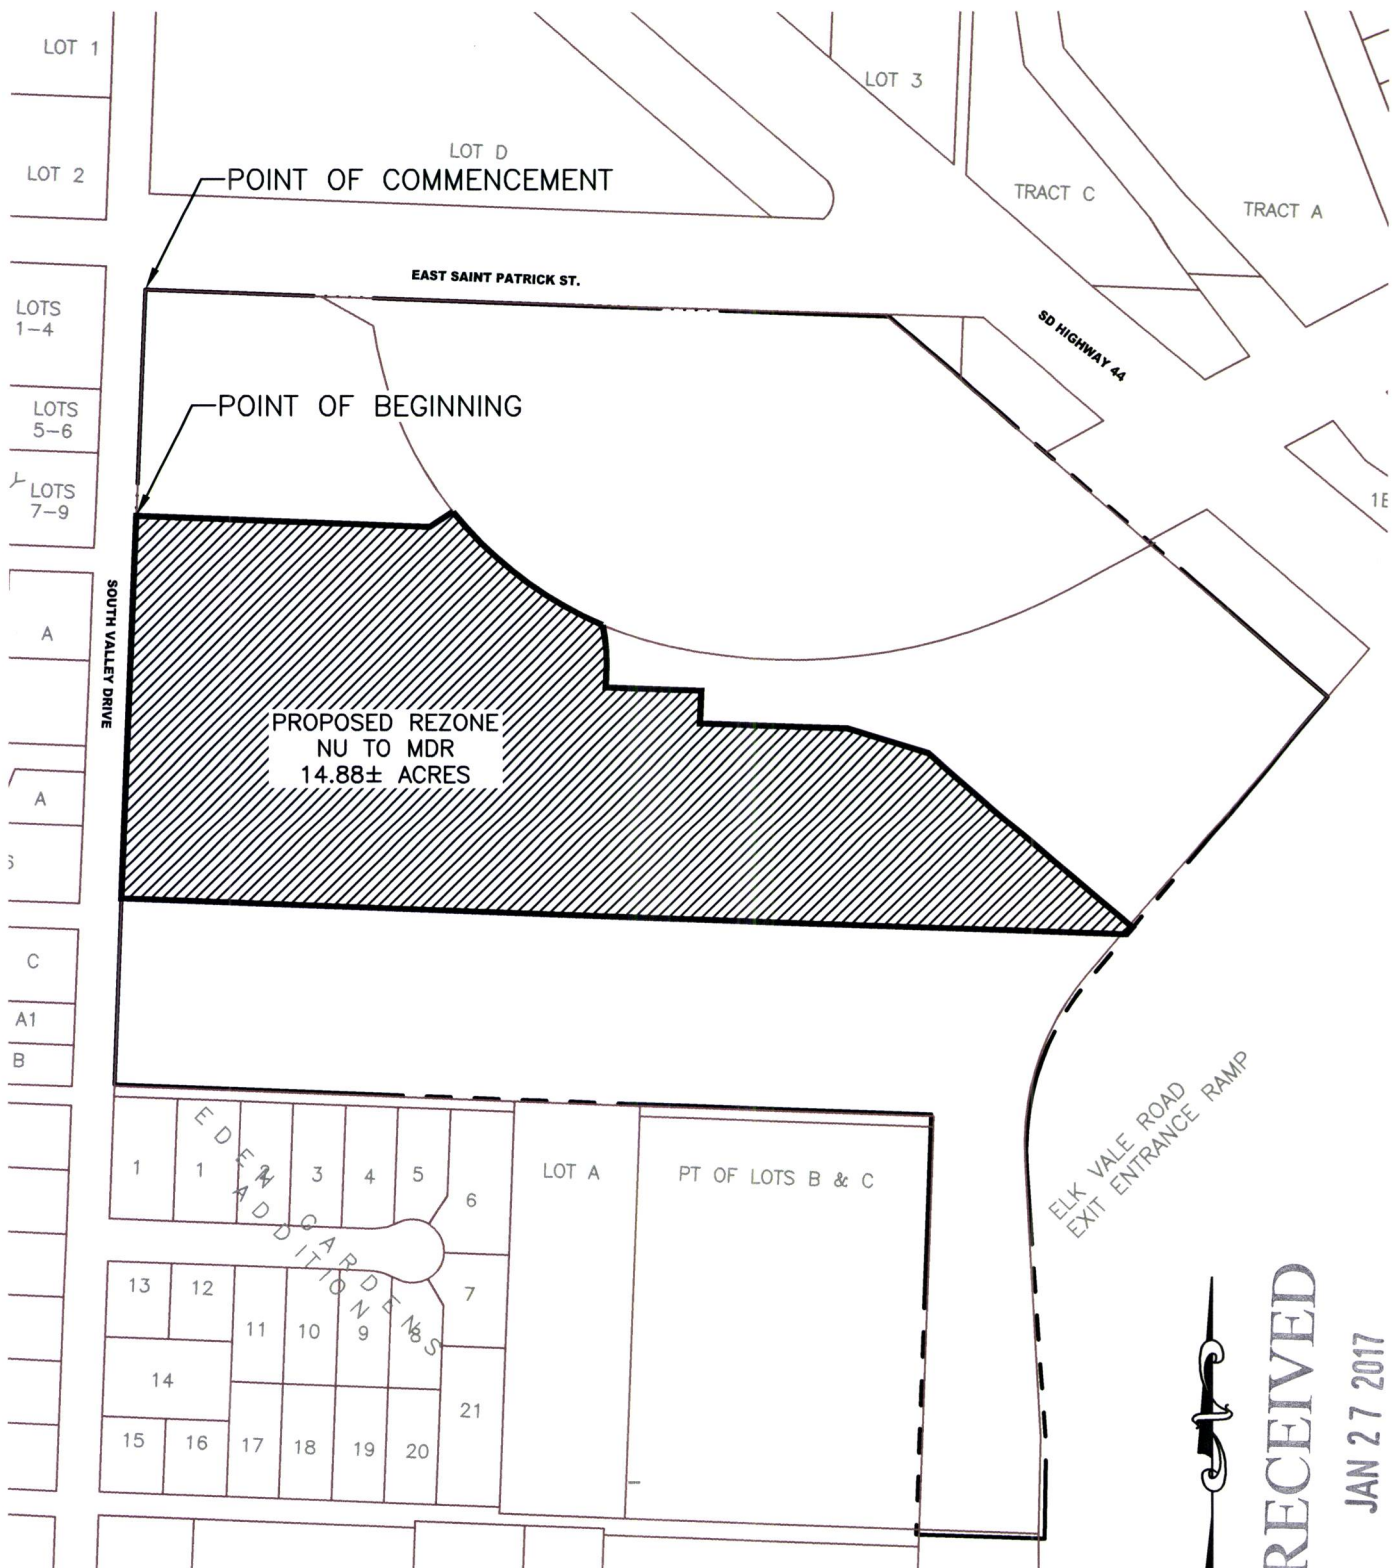 LOT 1
LOT 3
LOT D
LOT 2
POINT OF COMMENCEMENT
TRACT C
TRACT A
EAST SAINT PATRICK ST.
LOTS
1-4
SD HIGHWAY 44
LOTS
5-6
POINT OF BEGINNING
LOTS
7-9
SOUTH VALLEY DRIVE
A
PROPOSED REZONE
NU TO MDR
14.88± ACRES
A
C
A1
B
ELK VALE ROAD
EXIT ENTRANCE RAMP
EDEN GARDENS
ADDITION
1
1
2
3
4
5
6
LOT A
PT OF LOTS B & C
13
12
11
10
9
8
7
14
21
15
16
17
18
19
20
RECEIVED
JAN 27 2017